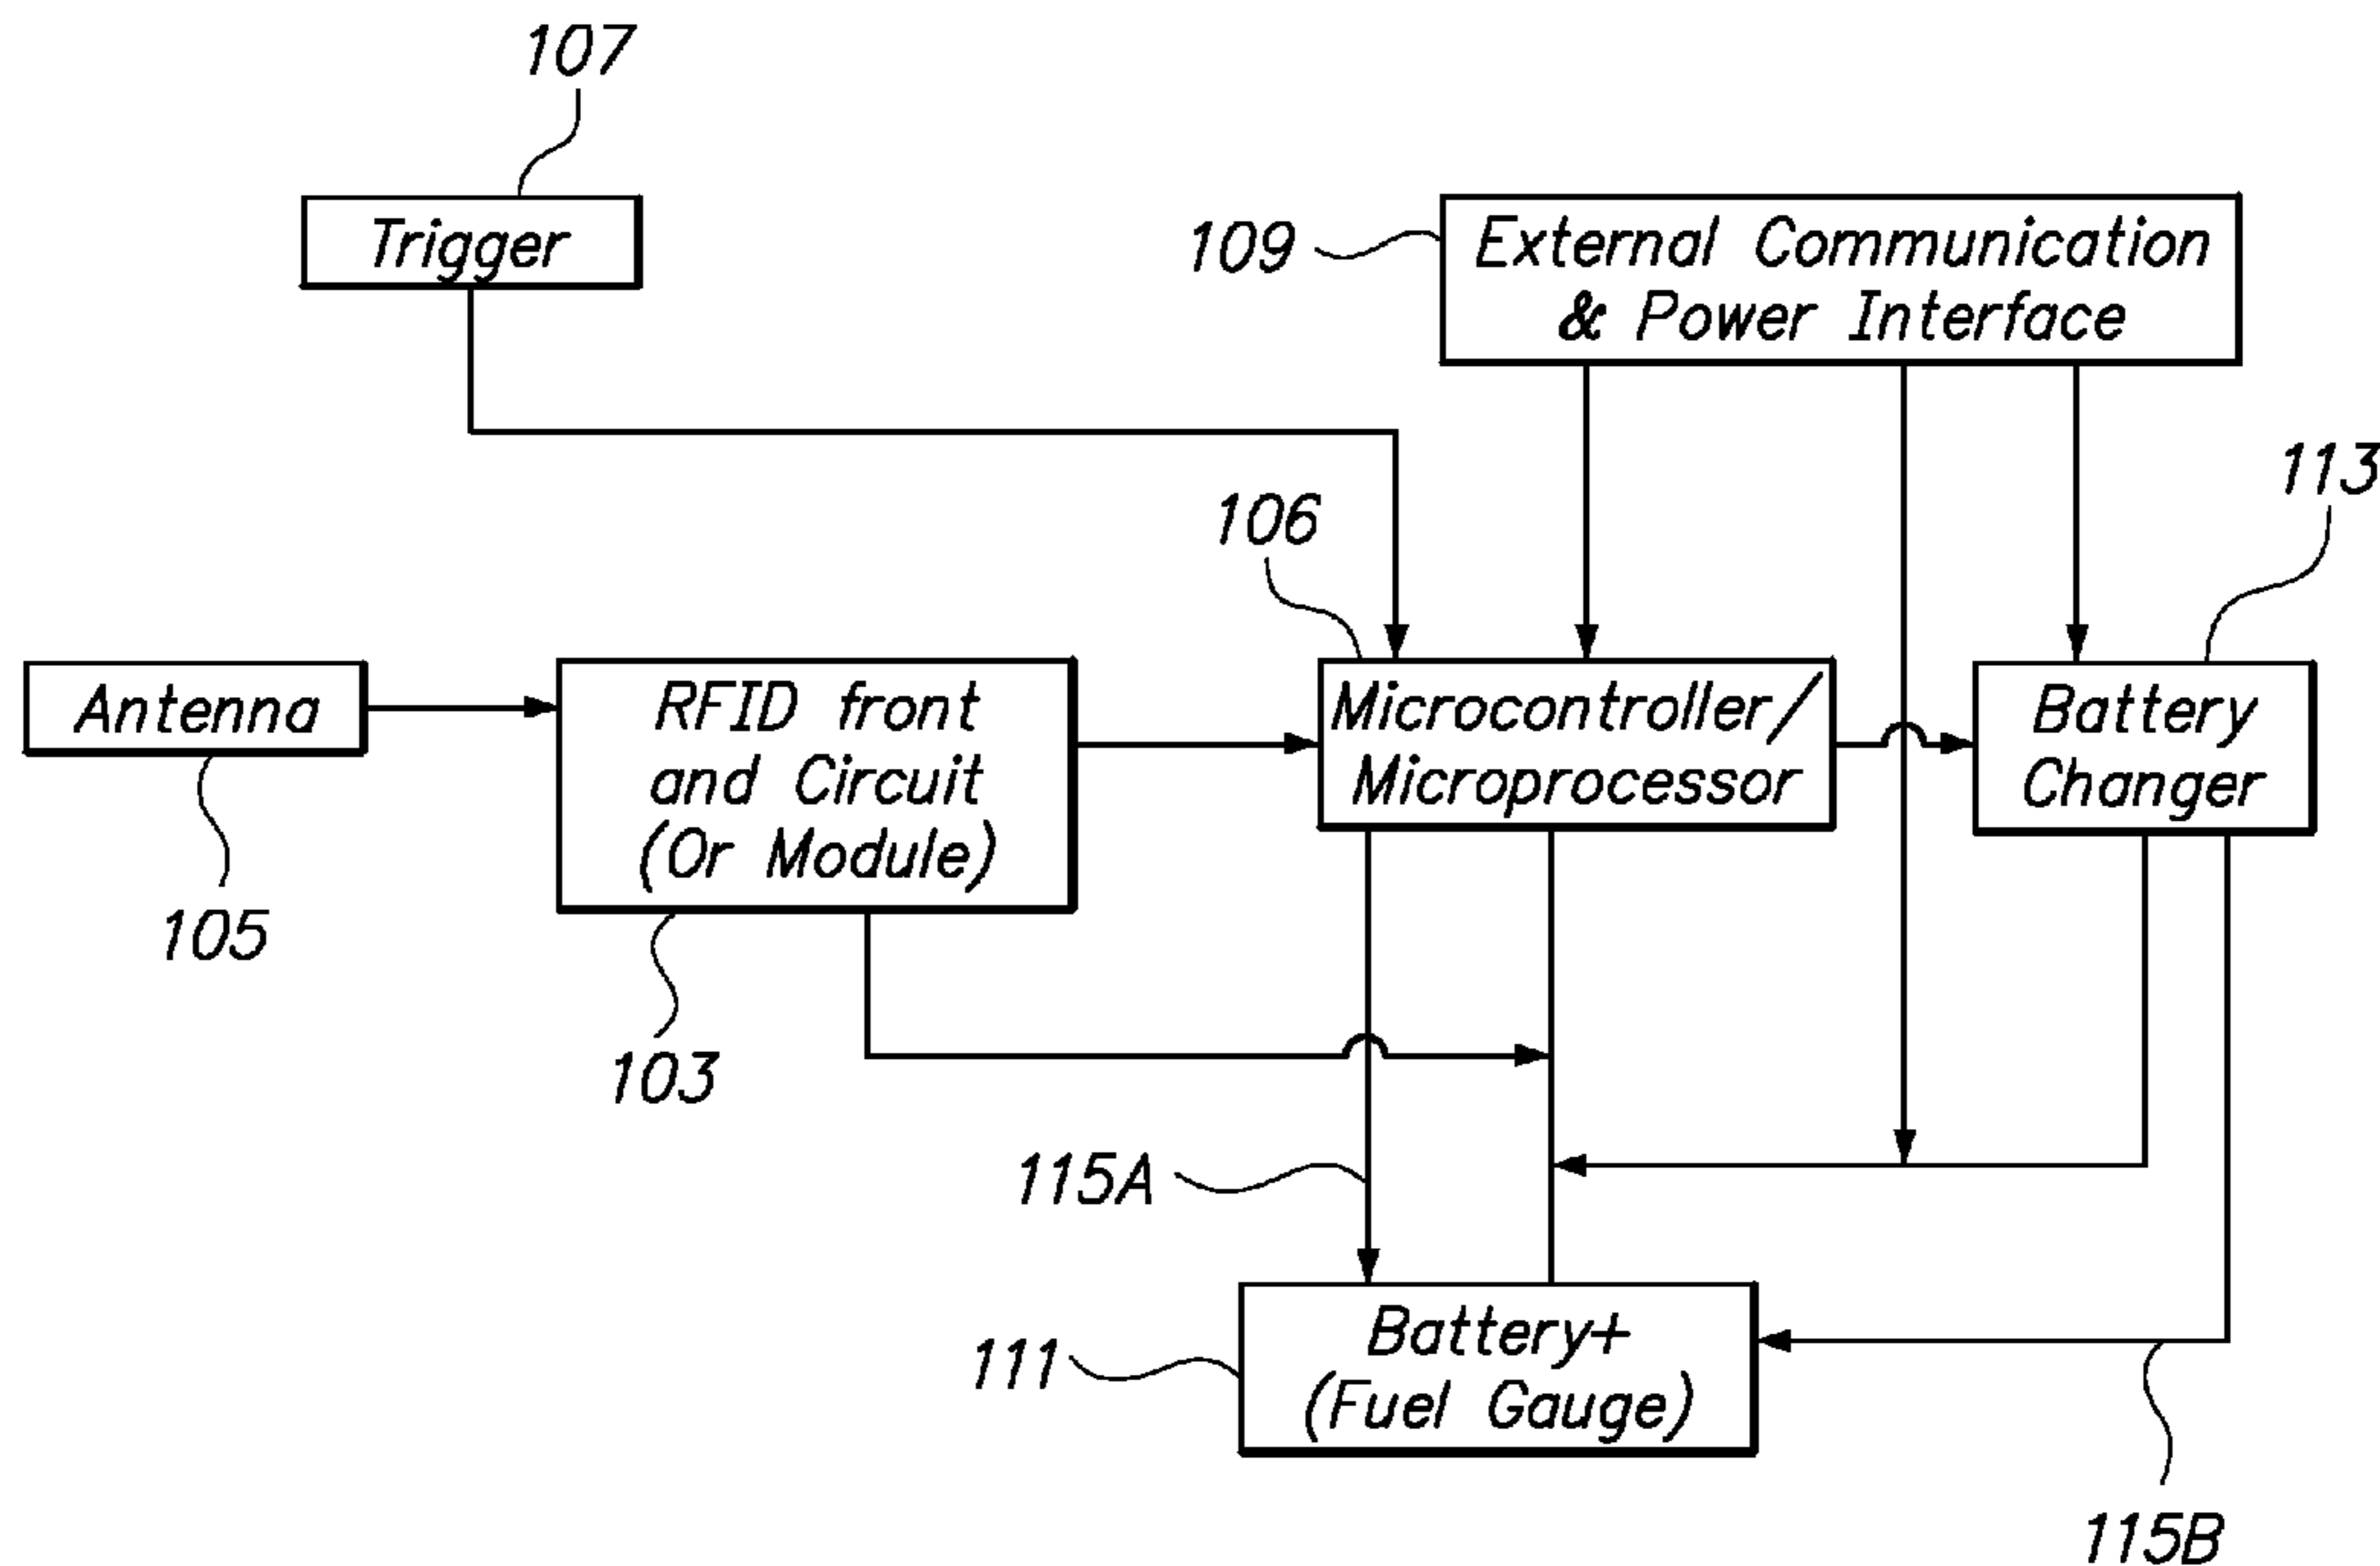 107
Trigger
109
External Communication
& Power Interface
113
106
Antenna
RFID front
and Circuit
(Or Module)
Microcontroller/
Microprocessor
Battery
Changer
105
103
115A
111
Battery+
(Fuel Gauge)
115B